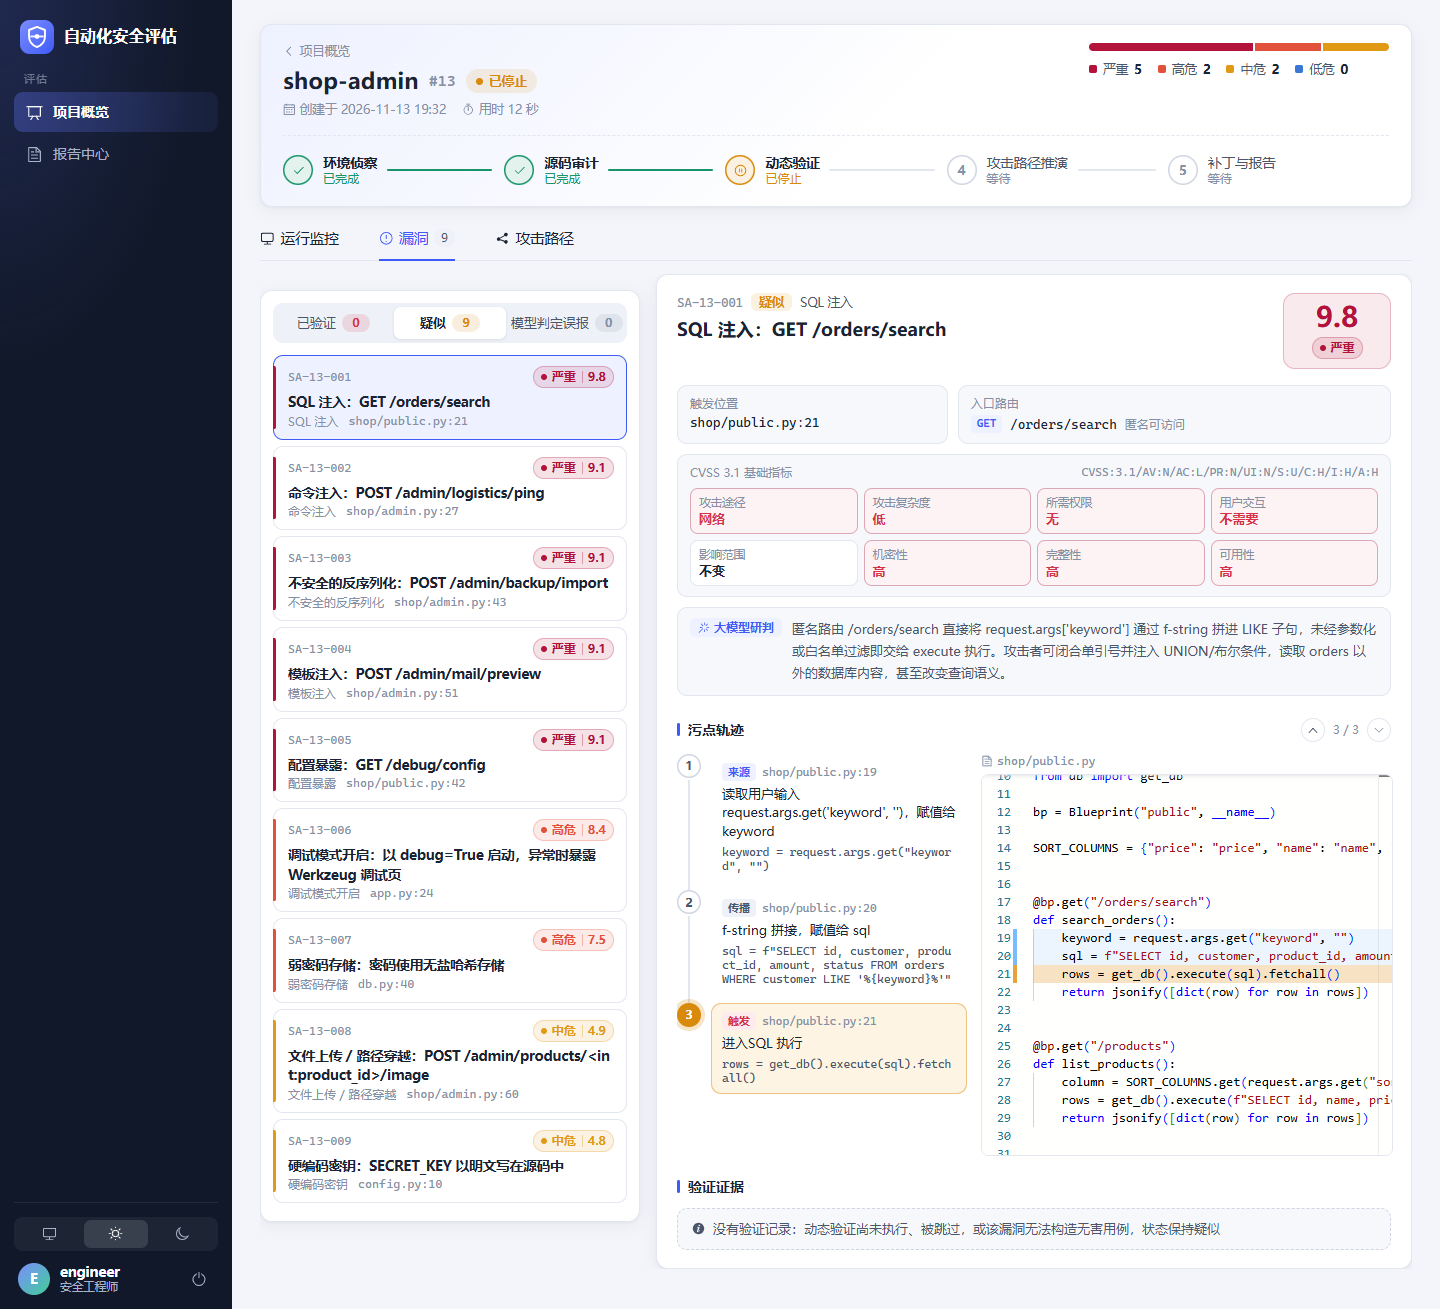 自动化安全评估
评估
项目概览
报告中心
engineer
安全工程师
E
项目概览
shop-admin #13 已停止
创建于 2026-11-13 19:32 用时 12 秒
严重 5 高危 2 中危 2 低危 0
环境侦察
已完成
源码审计
已完成
动态验证
已停止
4 攻击路径推演
等待
5 补丁与报告
等待
运行监控 漏洞 9 攻击路径
已验证 0 疑似 9 模型判定误报 0
SA-13-001 严重 9.8
SQL 注入：GET /orders/search
SQL 注入 shop/public.py:21
SA-13-002 严重 9.1
命令注入：POST /admin/logistics/ping
命令注入 shop/admin.py:27
SA-13-003 严重 9.1
不安全的反序列化：POST /admin/backup/import
不安全的反序列化 shop/admin.py:43
SA-13-004 严重 9.1
模板注入：POST /admin/mail/preview
模板注入 shop/admin.py:51
SA-13-005 严重 9.1
配置暴露：GET /debug/config
配置暴露 shop/public.py:42
SA-13-006 高危 8.4
调试模式开启：以 debug=True 启动，异常时暴露
Werkzeug 调试页
调试模式开启 app.py:24
SA-13-007 高危 7.5
弱密码存储：密码使用无盐哈希存储
弱密码存储 db.py:40
SA-13-008 中危 4.9
文件上传 / 路径穿越：POST /admin/products/<in
t:product_id>/image
文件上传 / 路径穿越 shop/admin.py:60
SA-13-009 中危 4.8
硬编码密钥：SECRET_KEY 以明文写在源码中
硬编码密钥 config.py:10
SA-13-001 疑似 SQL 注入
SQL 注入：GET /orders/search
9.8
严重
触发位置
shop/public.py:21
入口路由
GET /orders/search 匿名可访问
CVSS 3.1 基础指标 CVSS:3.1/AV:N/AC:L/PR:N/UI:N/S:U/C:H/I:H/A:H
攻击途径
网络
攻击复杂度
低
所需权限
无
用户交互
不需要
影响范围
不变
机密性
高
完整性
高
可用性
高
大模型研判
匿名路由 /orders/search 直接将 request.args['keyword'] 通过 f-string 拼进 LIKE 子句，未经参数化
或白名单过滤即交给 execute 执行。攻击者可闭合单引号并注入 UNION/布尔条件，读取 orders 以
外的数据库内容，甚至改变查询语义。
污点轨迹 3 / 3
1 来源 shop/public.py:19
读取用户输入
request.args.get('keyword', ''），赋值给
keyword
keyword = request.args.get("keywor
d", "")
2 传播 shop/public.py:20
f-string 拼接，赋值给 sql
sql = f"SELECT id, customer, produ
ct_id, amount, status FROM orders
WHERE customer LIKE '%{keyword}%'"
3 触发 shop/public.py:21
进入SQL 执行
rows = get_db().execute(sql).fetch
all()
shop/public.py
10 from db import get_db
11
12 bp = Blueprint("public", __name__)
13
14 SORT_COLUMNS = {"price": "price", "name": "name",
15
16
17 @bp.get("/orders/search")
18 def search_orders():
19 keyword = request.args.get("keyword", "")
20 sql = f"SELECT id, customer, product_id, amoun
21 rows = get_db().execute(sql).fetchall()
22 return jsonify([dict(row) for row in rows])
23
24
25 @bp.get("/products")
26 def list_products():
27 column = SORT_COLUMNS.get(request.args.get("so
28 rows = get_db().execute(f"SELECT id, name, pri
29 return jsonify([dict(row) for row in rows])
30
31
验证证据
没有验证记录：动态验证尚未执行、被跳过，或该漏洞无法构造无害用例，状态保持疑似